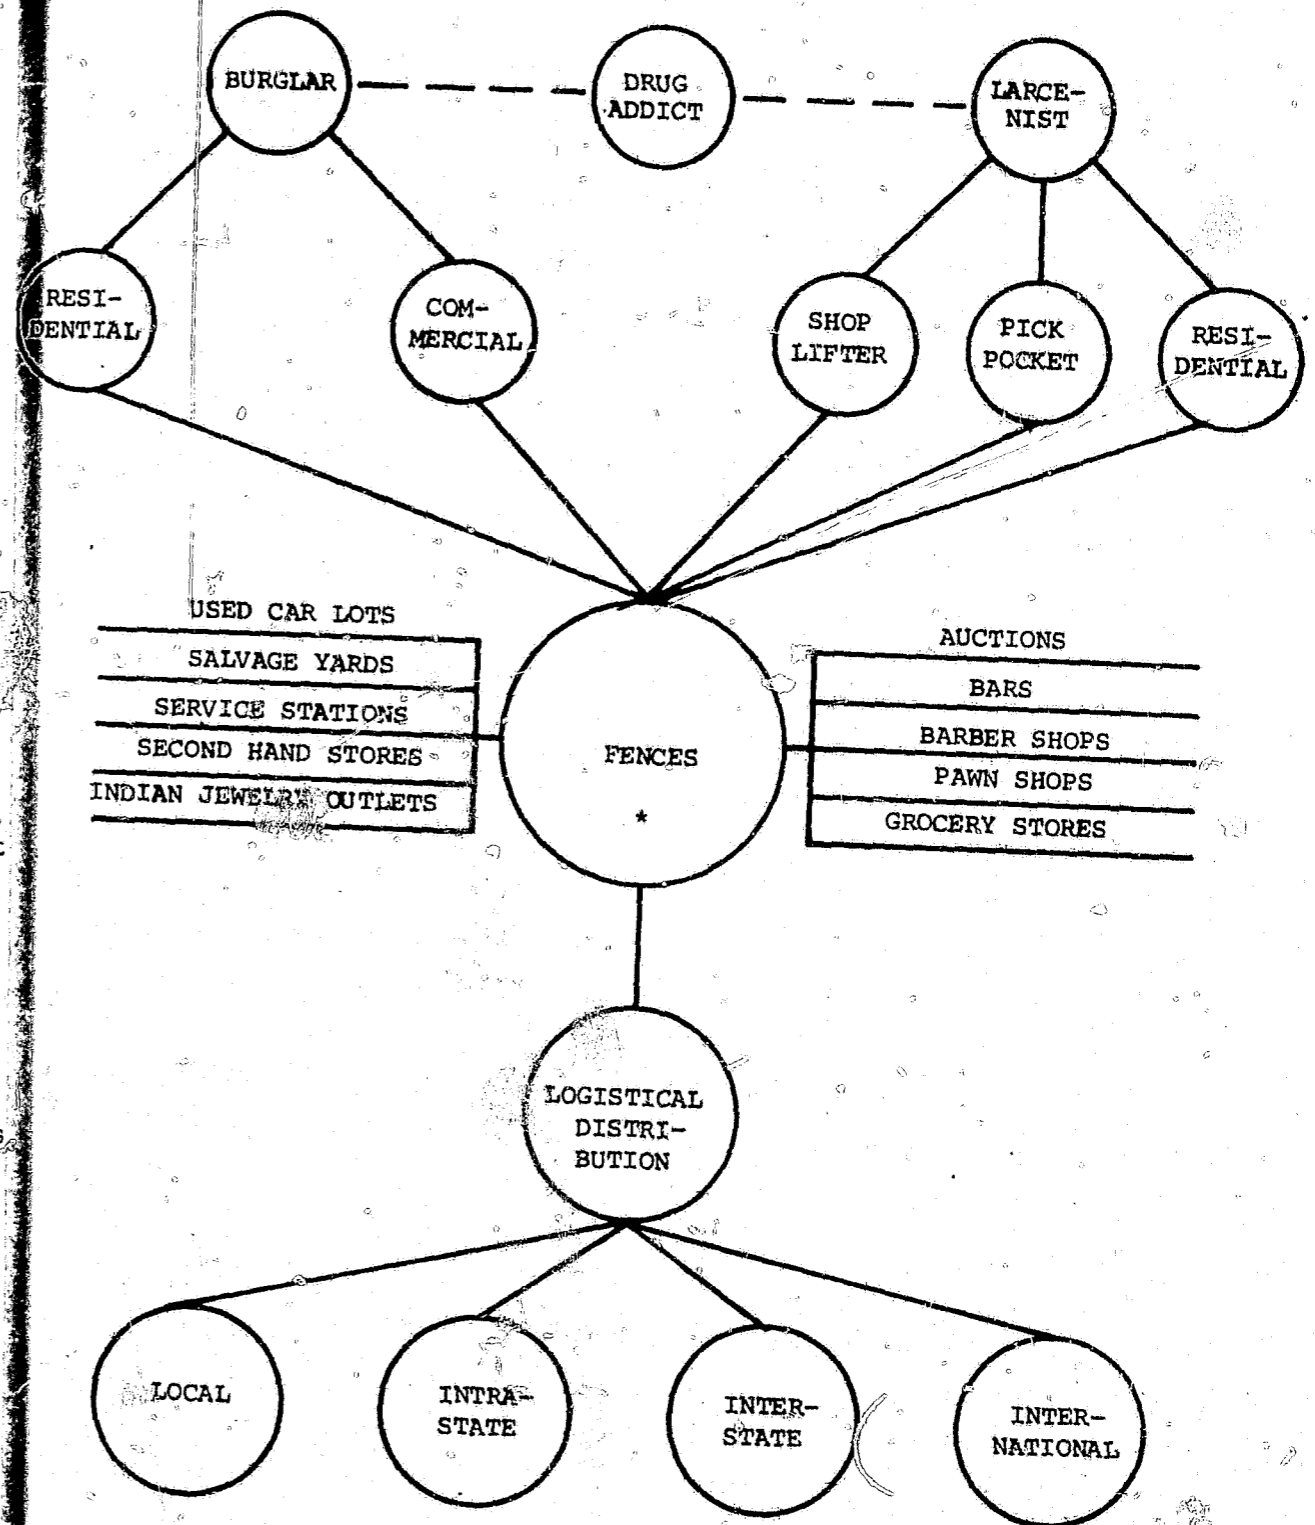 BURGLAR
DRUG
ADDICT
LARCE-
NIST
RESI-
DENTIAL
COM-
MERCIAL
SHOP
LIFTER
PICK
POCKET
RESI-
DENTIAL
USED CAR LOTS
SALVAGE YARDS
SERVICE STATIONS
SECOND HAND STORES
INDIAN JEWELRY OUTLETS
FENCES
*
AUCTIONS
BARS
BARBER SHOPS
PAWN SHOPS
GROCERY STORES
LOGISTICAL
DISTRI-
BUTION
LOCAL
INTRA-
STATE
INTER-
STATE
INTER-
NATIONAL